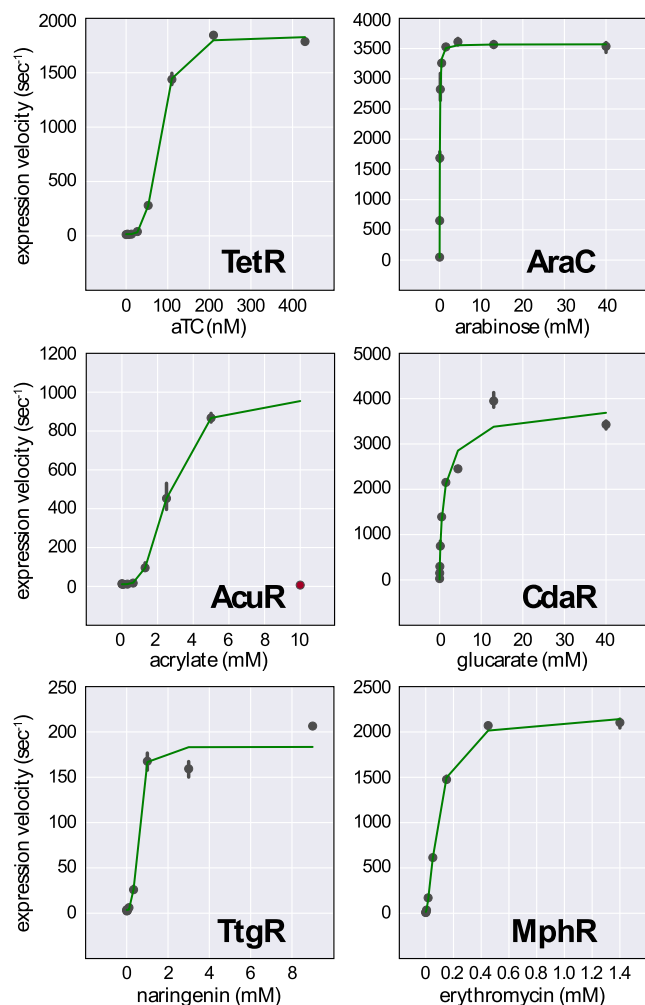 2000
1500
1000
500
0
expression velocity (sec⁻¹)
TetR
0 100 200 300 400
aTC (nM)
4000
3500
3000
2500
2000
1500
1000
500
0
AraC
0 10 20 30 40
arabinose (mM)
1200
1000
800
600
400
200
0
expression velocity (sec⁻¹)
AcuR
0 2 4 6 8 10
acrylate (mM)
5000
4000
3000
2000
1000
0
CdaR
0 10 20 30 40
glucarate (mM)
250
200
150
100
50
0
expression velocity (sec⁻¹)
TtgR
0 2 4 6 8
naringenin (mM)
2500
2000
1500
1000
500
0
MphR
0 0.2 0.4 0.6 0.8 1.0 1.2 1.4
erythromycin (mM)